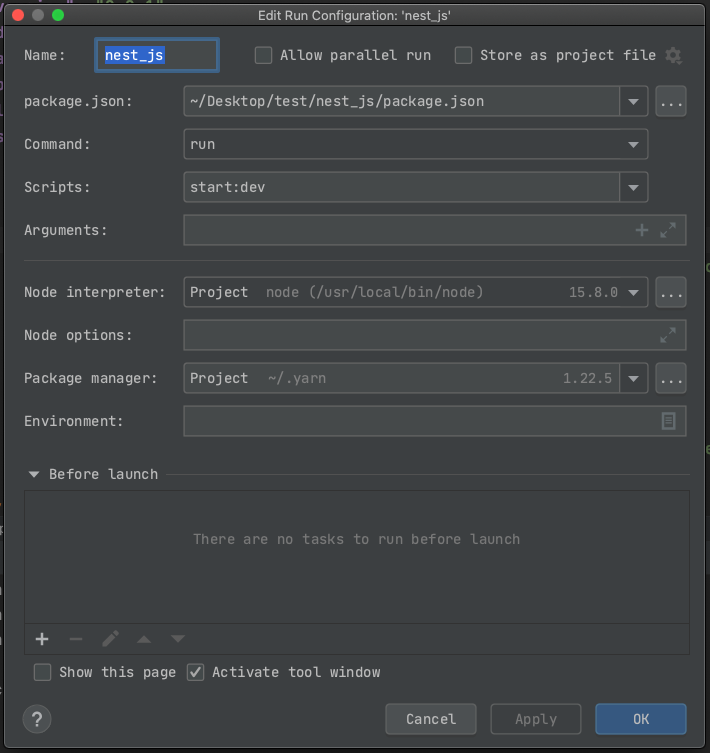 Edit Run Configuration: 'nest_js'
Name: nest_js Allow parallel run Store as project file
package.json: ~/Desktop/test/nest_js/package.json ...
Command: run
Scripts: start:dev
Arguments:
Node interpreter: Project node (/usr/local/bin/node) 15.8.0 ...
Node options:
Package manager: Project ~/.yarn 1.22.5 ...
Environment:
Before launch
There are no tasks to run before launch
Show this page Activate tool window
? Cancel Apply OK